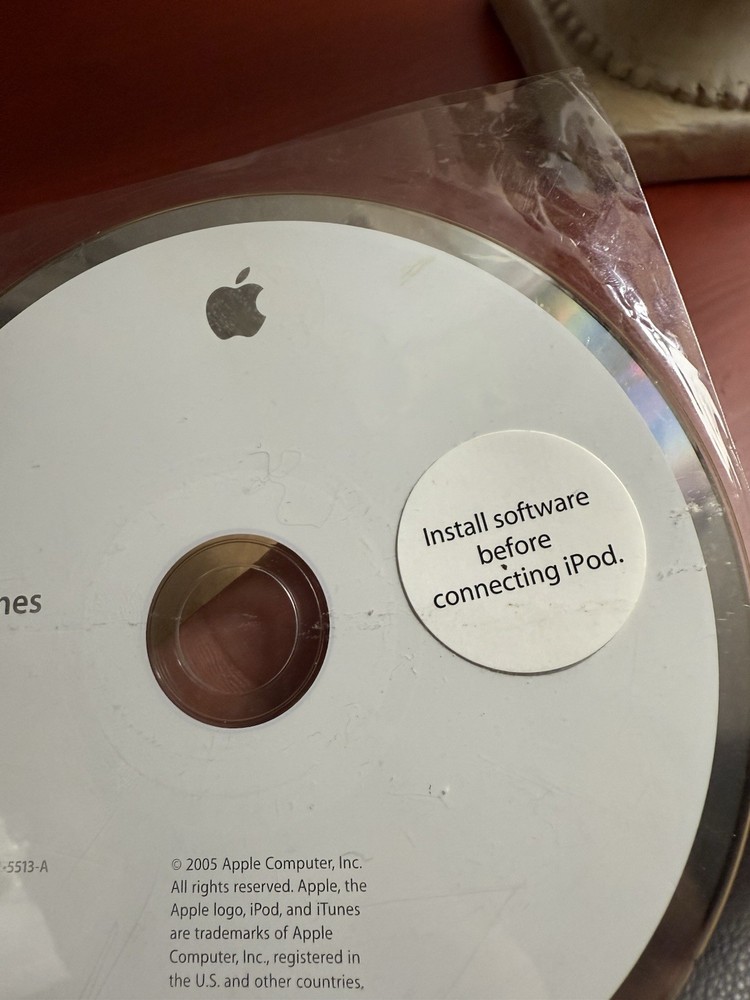 Install software
before
connecting iPod.
nes
-5513-A
© 2005 Apple Computer, Inc.
All rights reserved. Apple, the
Apple logo, iPod, and iTunes
are trademarks of Apple
Computer, Inc., registered in
the U.S. and other countries.